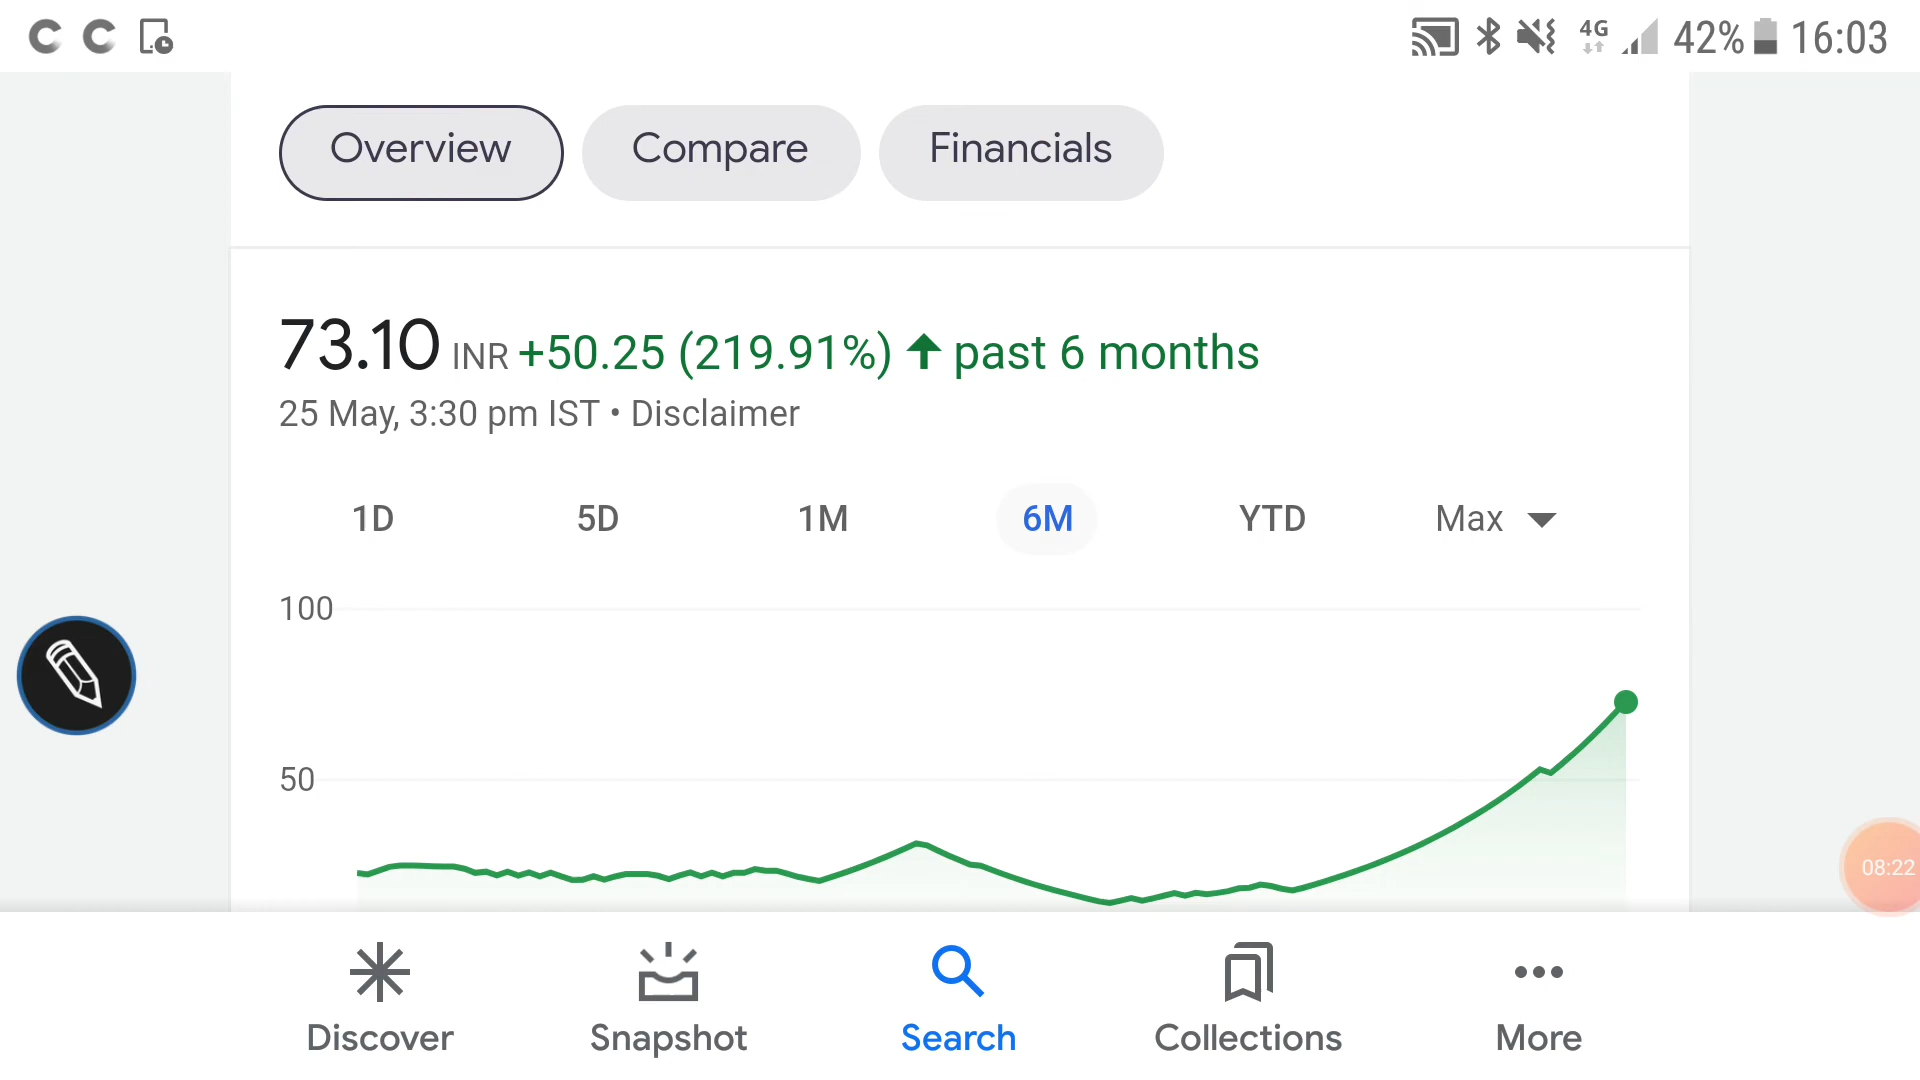 4G 42% 16:03
Overview Compare Financials
73.10 INR +50.25 (219.91%) past 6 months
25 May, 3:30 pm IST • Disclaimer
1D 5D 1M 6M YTD Max
100
50
08:22
Discover Snapshot Search Collections More